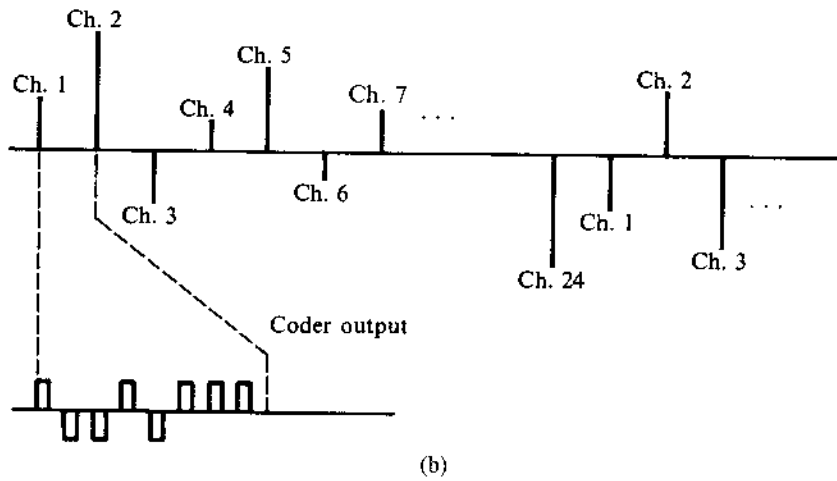 Ch. 2
Ch. 1
Ch. 5
Ch. 4
Ch. 7
. . .
Ch. 2
Ch. 3
Ch. 6
Ch. 1
. . .
Ch. 24
Ch. 3
Coder output
(b)